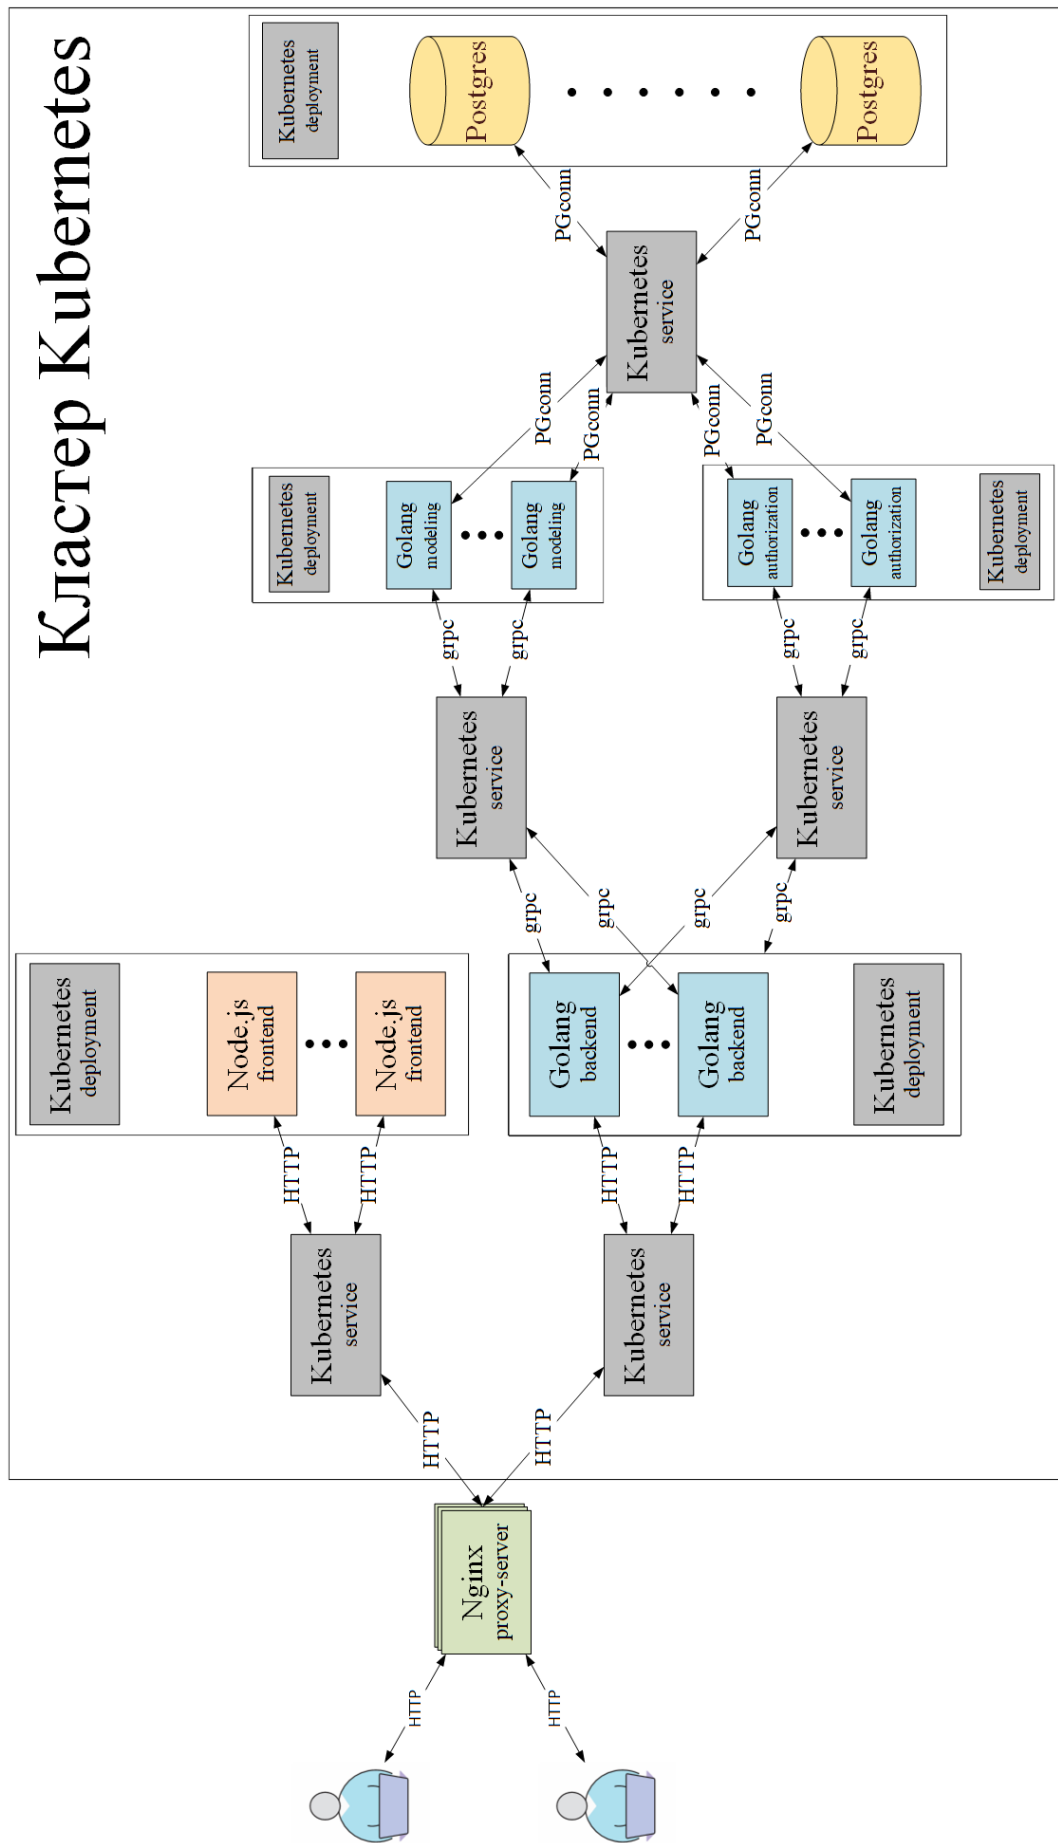 Кластер Kubernetes
HTTP
HTTP
Nginx
proxy-server
HTTP
HTTP
Kubernetes
service
Kubernetes
service
HTTP
HTTP
HTTP
HTTP
Kubernetes
deployment
Node.js
frontend
Node.js
frontend
Golang
backend
Golang
backend
Kubernetes
deployment
grpc
grpc
grpc
grpc
Kubernetes
service
Kubernetes
service
grpc
grpc
grpc
grpc
Kubernetes
deployment
Golang
modeling
Golang
modeling
Golang
authorization
Golang
authorization
Kubernetes
deployment
PGconn
PGconn
PGconn
PGconn
Kubernetes
service
PGconn
PGconn
Kubernetes
deployment
Postgres
Postgres